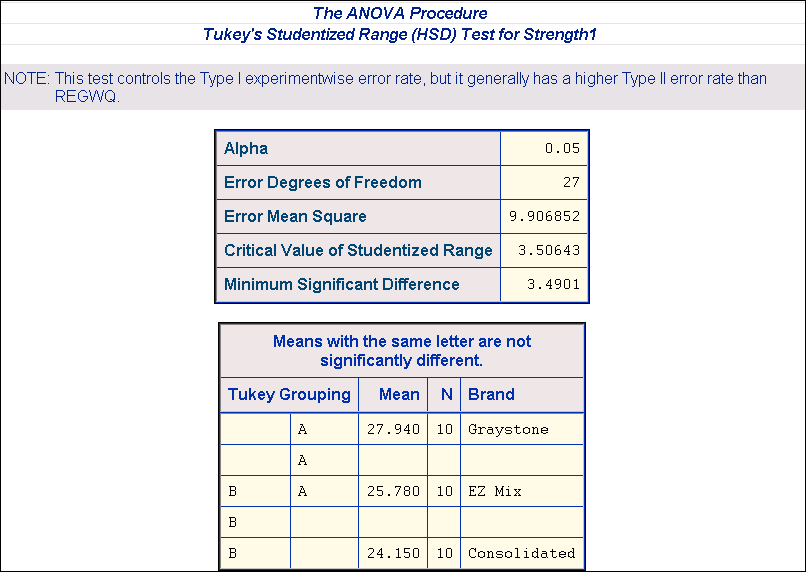 The ANOVA Procedure
Tukey's Studentized Range (HSD) Test for Strength1
NOTE: This test controls the Type I experimentwise error rate, but it generally has a higher Type II error rate than
REGWQ.
Alpha 0.05
Error Degrees of Freedom 27
Error Mean Square 9.906852
Critical Value of Studentized Range 3.50643
Minimum Significant Difference 3.4901
Means with the same letter are not
significantly different.
Tukey Grouping Mean N Brand
A 27.940 10 Graystone
A
B A 25.780 10 EZ Mix
B
B 24.150 10 Consolidated